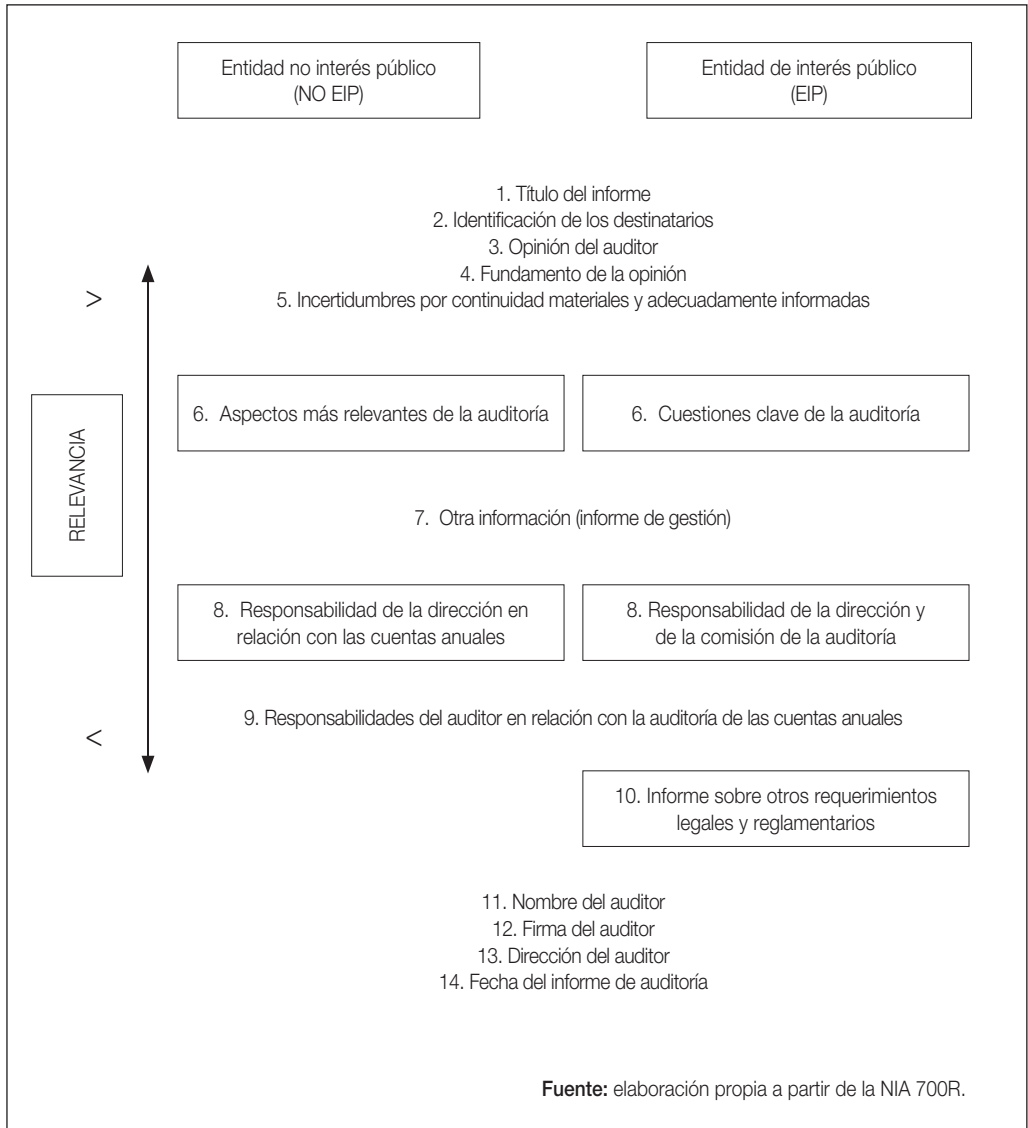 Entidad no interés público
(NO EIP)
Entidad de interés público
(EIP)
1. Título del informe
2. Identificación de los destinatarios
3. Opinión del auditor
4. Fundamento de la opinión
5. Incertidumbres por continuidad materiales y adecuadamente informadas
>
6. Aspectos más relevantes de la auditoría
6. Cuestiones clave de la auditoría
RELEVANCIA
7. Otra información (informe de gestión)
8. Responsabilidad de la dirección en
relación con las cuentas anuales
8. Responsabilidad de la dirección y
de la comisión de la auditoría
9. Responsabilidades del auditor en relación con la auditoría de las cuentas anuales
<
10. Informe sobre otros requerimientos
legales y reglamentarios
11. Nombre del auditor
12. Firma del auditor
13. Dirección del auditor
14. Fecha del informe de auditoría
Fuente: elaboración propia a partir de la NIA 700R.